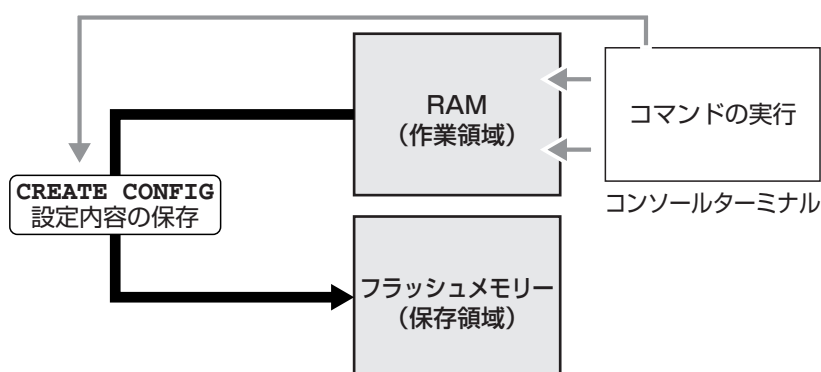 RAM
(作業領域)
コマンドの実行
コンソールターミナル
CREATE CONFIG
設定内容の保存
フラッシュメモリー
(保存領域)